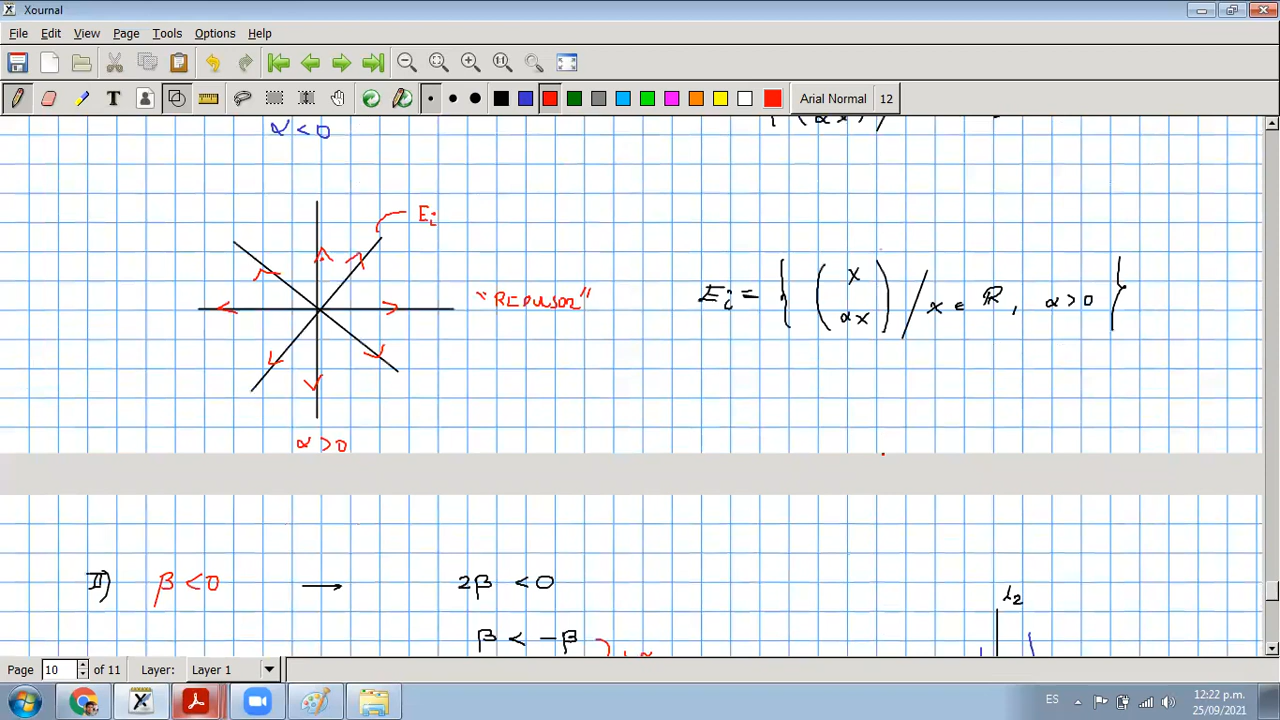 Xournal
File Edit View Page Tools Options Help
Arial Normal 12
α < 0
Ei
"REPULSOR"
Ei = { ( x αx ) / x ∈ ℝ, α > 0 }
α > 0
II) β < 0 → 2β < 0
L2
β < -β
Page 10 of 11 Layer: Layer 1
ES 12:22 p.m.
25/09/2021